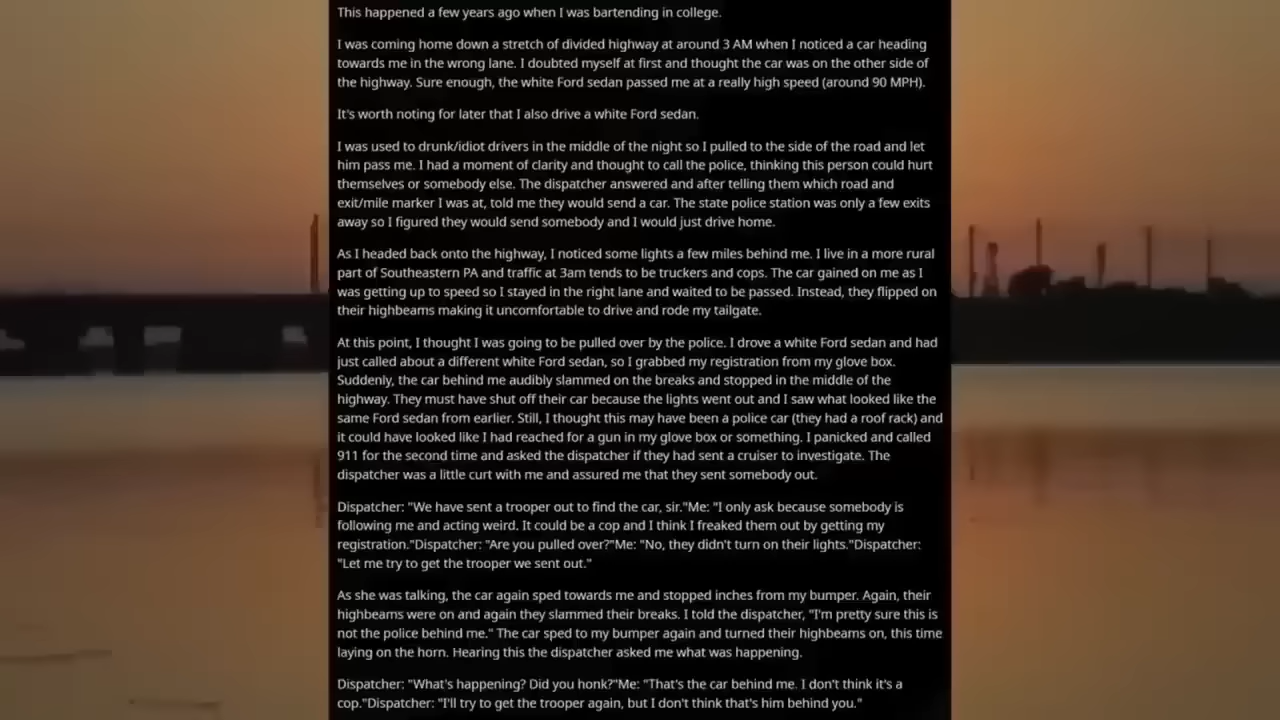 This happened a few years ago when I was bartending in college.
I was coming home down a stretch of divided highway at around 3 AM when I noticed a car heading
towards me in the wrong lane. I doubted myself at first and thought the car was on the other side of
the highway. Sure enough, the white Ford sedan passed me at a really high speed (around 90 MPH).
It's worth noting for later that I also drive a white Ford sedan.
I was used to drunk/idiot drivers in the middle of the night so I pulled to the side of the road and let
him pass me. I had a moment of clarity and thought to call the police, thinking this person could hurt
themselves or somebody else. The dispatcher answered and after telling them which road and
exit/mile marker I was at, told me they would send a car. The state police station was only a few exits
away so I figured they would send somebody and I would just drive home.
As I headed back onto the highway, I noticed some lights a few miles behind me. I live in a more rural
part of Southeastern PA and traffic at 3am tends to be truckers and cops. The car gained on me as I
was getting up to speed so I stayed in the right lane and waited to be passed. Instead, they flipped on
their highbeams making it uncomfortable to drive and rode my tailgate.
At this point, I thought I was going to be pulled over by the police. I drove a white Ford sedan and had
just called about a different white Ford sedan, so I grabbed my registration from my glove box.
Suddenly, the car behind me audibly slammed on the breaks and stopped in the middle of the
highway. They must have shut off their car because the lights went out and I saw what looked like the
same Ford sedan from earlier. Still, I thought this may have been a police car (they had a roof rack) and
it could have looked like I had reached for a gun in my glove box or something. I panicked and called
911 for the second time and asked the dispatcher if they had sent a cruiser to investigate. The
dispatcher was a little curt with me and assured me that they sent somebody out.
Dispatcher: "We have sent a trooper out to find the car, sir."Me: "I only ask because somebody is
following me and acting weird. It could be a cop and I think I freaked them out by getting my
registration."Dispatcher: "Are you pulled over?"Me: "No, they didn't turn on their lights."Dispatcher:
"Let me try to get the trooper we sent out."
As she was talking, the car again sped towards me and stopped inches from my bumper. Again, their
highbeams were on and again they slammed their breaks. I told the dispatcher, "I'm pretty sure this is
not the police behind me." The car sped to my bumper again and turned their highbeams on, this time
laying on the horn. Hearing this the dispatcher asked me what was happening.
Dispatcher: "What's happening? Did you honk?"Me: "That's the car behind me. I don't think it's a
cop."Dispatcher: "I'll try to get the trooper again, but I don't think that's him behind you."